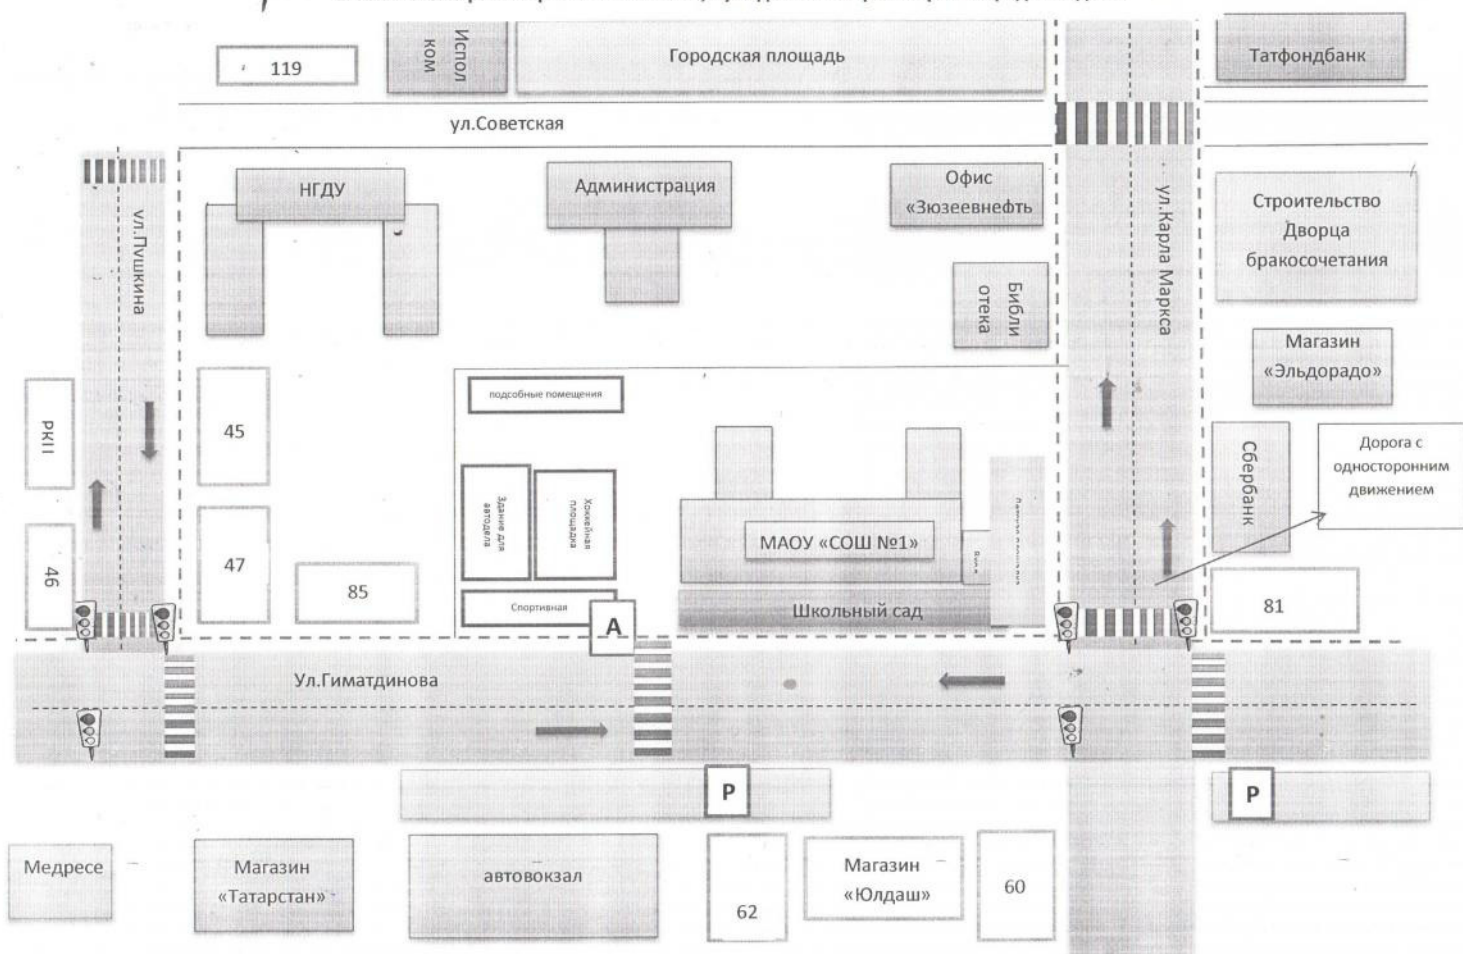 119
Испол
ком
Городская площадь
Татфондбанк
ул.Советская
НГДУ
Администрация
Офис
«Зюзеевнефть
ул.Пушкина
ул.Карла Маркса
Строительство
Дворца
бракосочетания
Библи
отека
Магазин
«Эльдорадо»
подсобные помещения
РКЦ
45
Сбербанк
Дорога с
односторонним
движением
Здание для
автодела
Хоккейная
площадка
МАОУ «СОШ №1»
46
47
85
Спортивная
А
Школьный сад
81
Ул.Гиматдинова
P
P
Медресе
Магазин
«Татарстан»
автовокзал
62
Магазин
«Юлдаш»
60